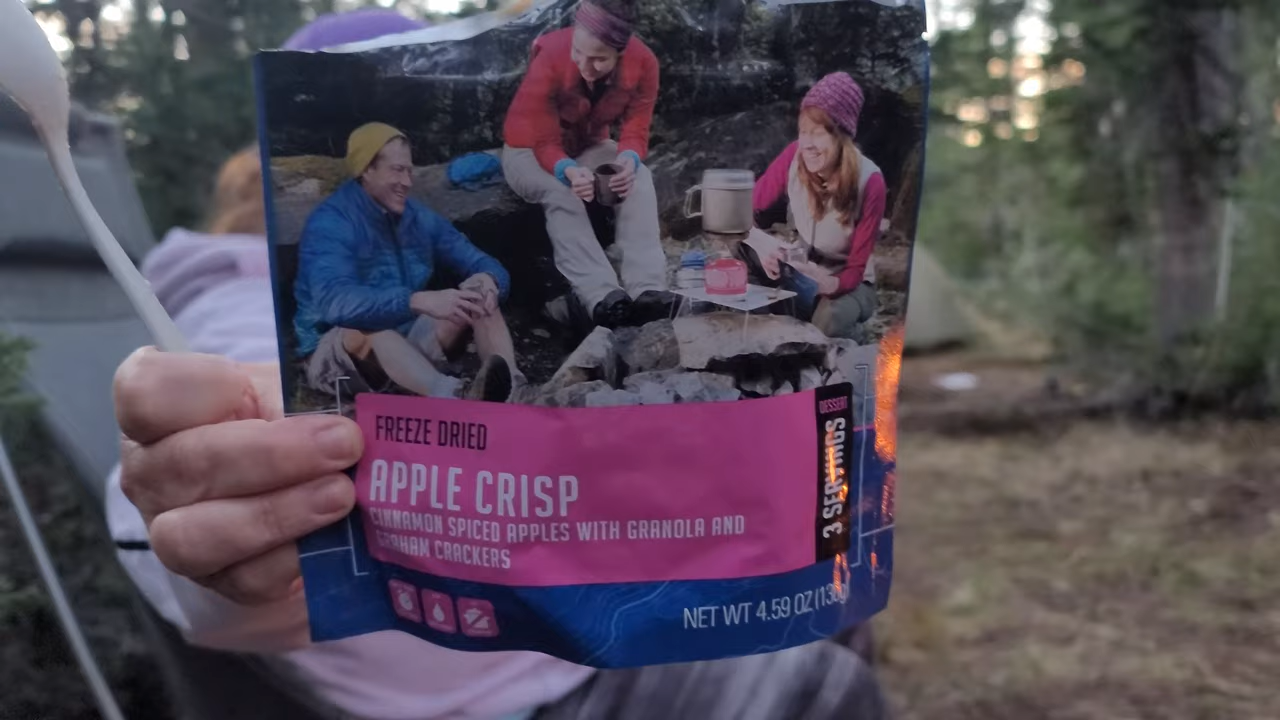 FREEZE DRIED
APPLE CRISP
CINNAMON SPICED APPLES WITH GRANOLA AND
GRAHAM CRACKERS
DESSERT
3 SERVINGS
NET WT 4.59 OZ